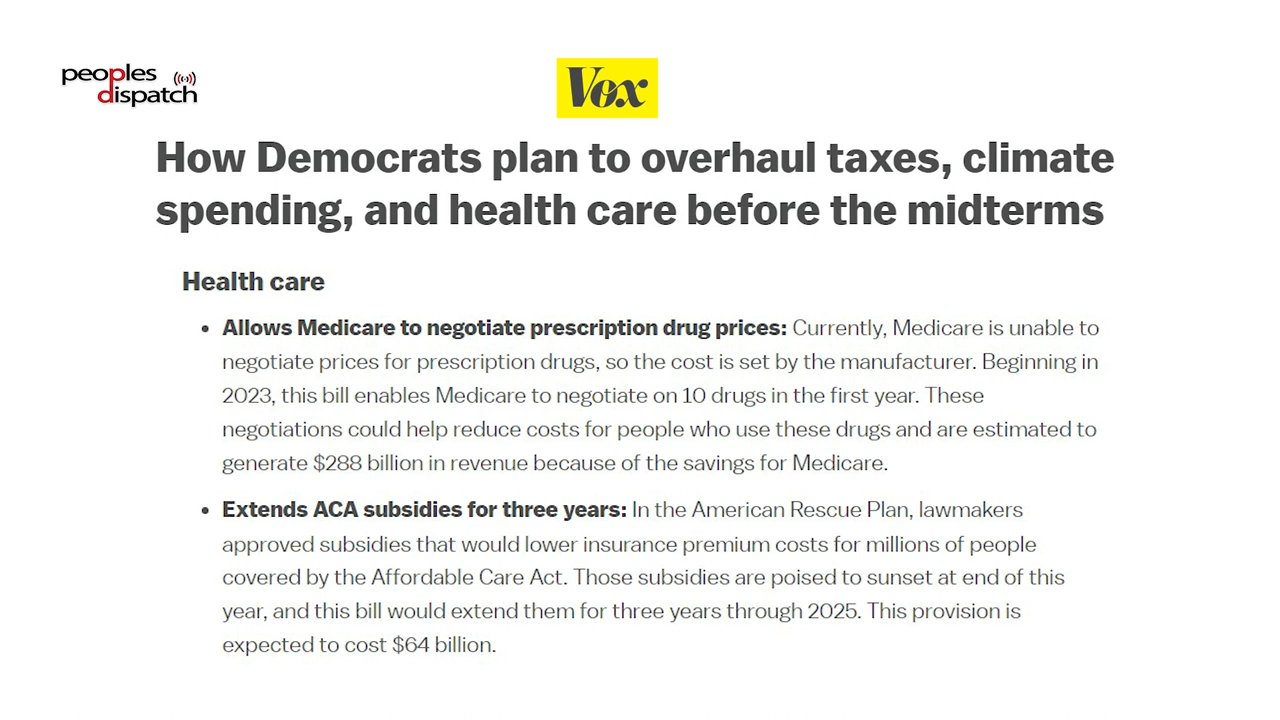 peoples
dispatch
Vox
How Democrats plan to overhaul taxes, climate
spending, and health care before the midterms
Health care
• Allows Medicare to negotiate prescription drug prices: Currently, Medicare is unable to
negotiate prices for prescription drugs, so the cost is set by the manufacturer. Beginning in
2023, this bill enables Medicare to negotiate on 10 drugs in the first year. These
negotiations could help reduce costs for people who use these drugs and are estimated to
generate $288 billion in revenue because of the savings for Medicare.
• Extends ACA subsidies for three years: In the American Rescue Plan, lawmakers
approved subsidies that would lower insurance premium costs for millions of people
covered by the Affordable Care Act. Those subsidies are poised to sunset at end of this
year, and this bill would extend them for three years through 2025. This provision is
expected to cost $64 billion.